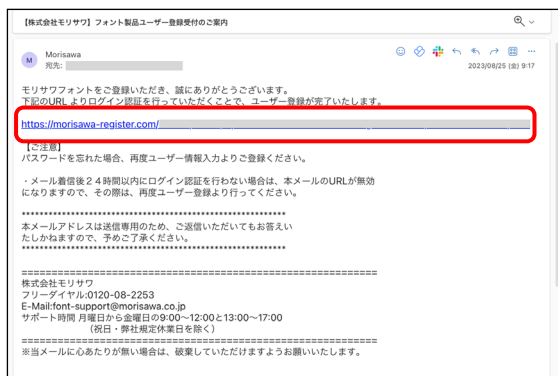 【株式会社モリサワ】フォント製品ユーザー登録受付のご案内
M
Morisawa
宛先:
2023/08/25 (金) 9:17
モリサワフォントをご登録いただき、誠にありがとうございます。
下記のURL よりログイン認証を行っていただくことで、ユーザー登録が完了いたします。
https://morisawa-register.com/
【ご注意】
パスワードを忘れた場合、再度ユーザー情報入力よりご登録ください。
・メール着信後２４時間以内にログイン認証を行わない場合は、本メールのURLが無効
になりますので、その際は、再度ユーザー登録より行ってください。
************************************************************
本メールアドレスは送信専用のため、ご返信いただいてもお答えい
たしかねますので、予めご了承ください。
************************************************************
============================================================
株式会社モリサワ
フリーダイヤル:0120-08-2253
E-Mail:font-support@morisawa.co.jp
サポート時間 月曜日から金曜日の9:00〜12:00と13:00〜17:00
（祝日・弊社規定休業日を除く）
============================================================
※当メールに心あたりが無い場合は、破棄していただけますようお願いいたします。